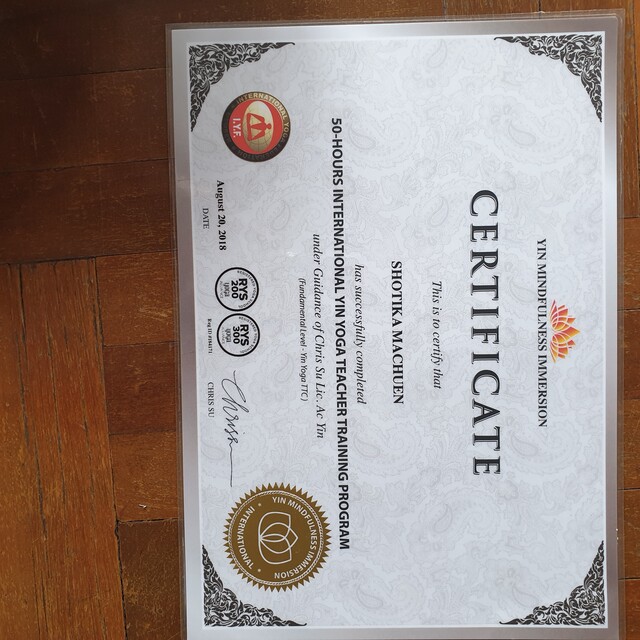 YIN MINDFULNESS IMMERSION
CERTIFICATE
This is to certify that
SHOTIKA MACHUEN
has successfully completed
50-HOURS INTERNATIONAL YIN YOGA TEACHER TRAINING PROGRAM
under Guidance of Chris Su Lic. Ac Yin
(Fundamental Level - Yin Yoga TTC)
INTERNATIONAL YOGA
I.Y.F.
August 20, 2018
DATE
RYS
200
RYS
300
CHRIS SU
YIN MINDFULNESS IMMERSION
INTERNATIONAL